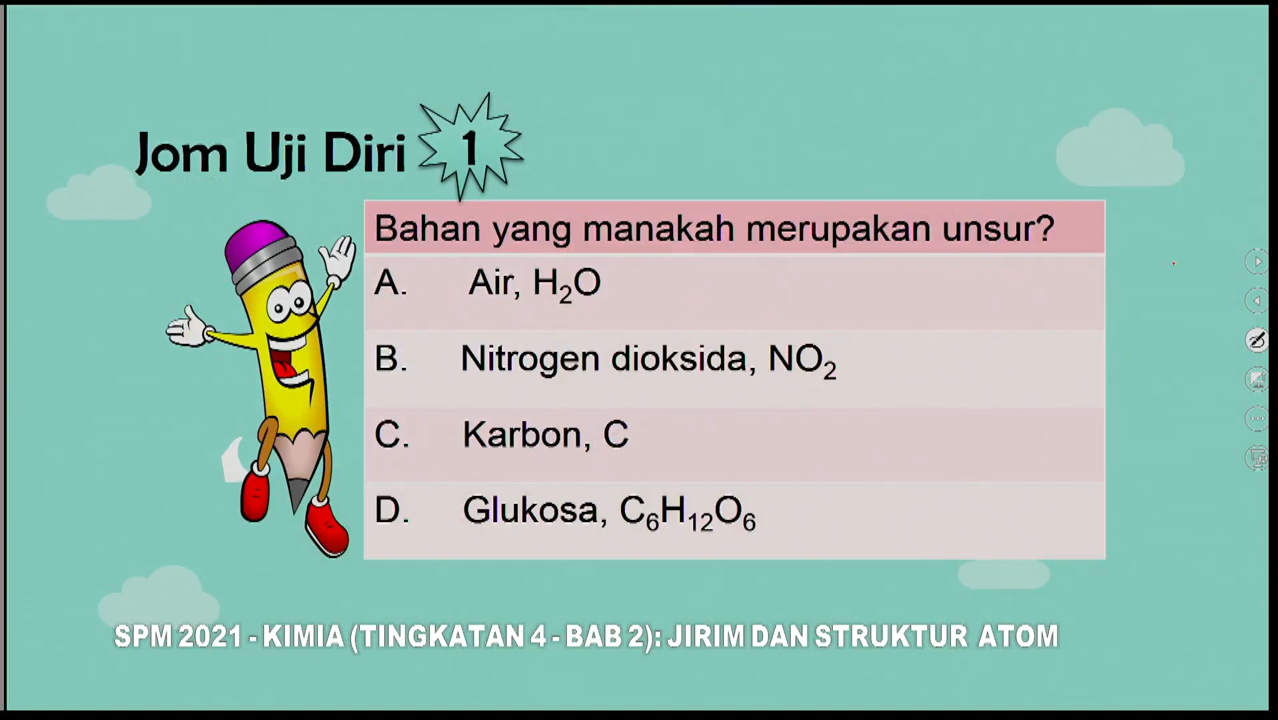 Jom Uji Diri 1
Bahan yang manakah merupakan unsur?
A. Air, H₂O
B. Nitrogen dioksida, NO₂
C. Karbon, C
D. Glukosa, C₆H₁₂O₆
SPM 2021 - KIMIA (TINGKATAN 4 - BAB 2): JIRIM DAN STRUKTUR ATOM